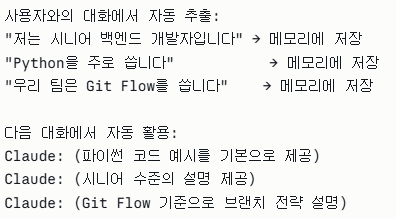 사용자와의 대화에서 자동 추출:
"저는 시니어 백엔드 개발자입니다" → 메모리에 저장
"Python을 주로 씁니다" → 메모리에 저장
"우리 팀은 Git Flow를 씁니다" → 메모리에 저장

다음 대화에서 자동 활용:
Claude: (파이썬 코드 예시를 기본으로 제공)
Claude: (시니어 수준의 설명 제공)
Claude: (Git Flow 기준으로 브랜치 전략 설명)